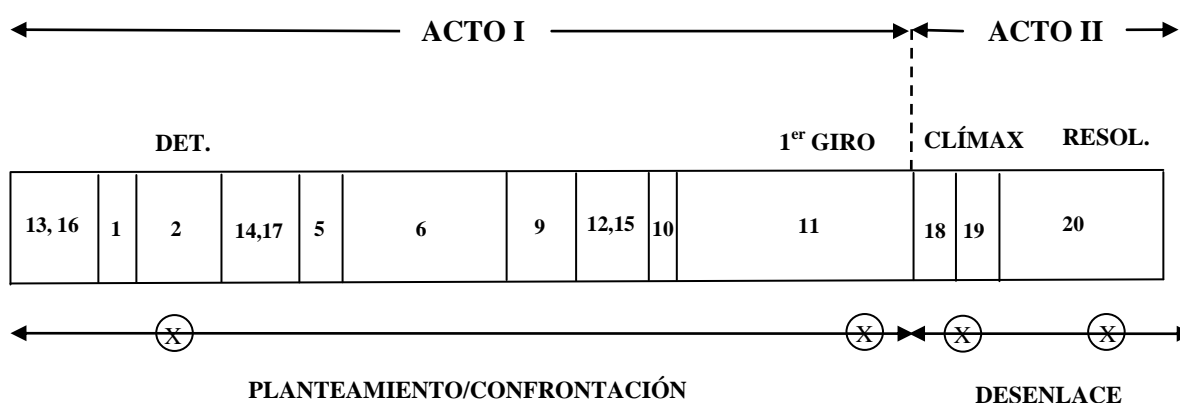 ACTO I ACTO II
DET. 1er GIRO CLÍMAX RESOL.
13, 16 1 2 14,17 5 6 9 12,15 10 11 18 19 20
X X X X
PLANTEAMIENTO/CONFRONTACIÓN DESENLACE